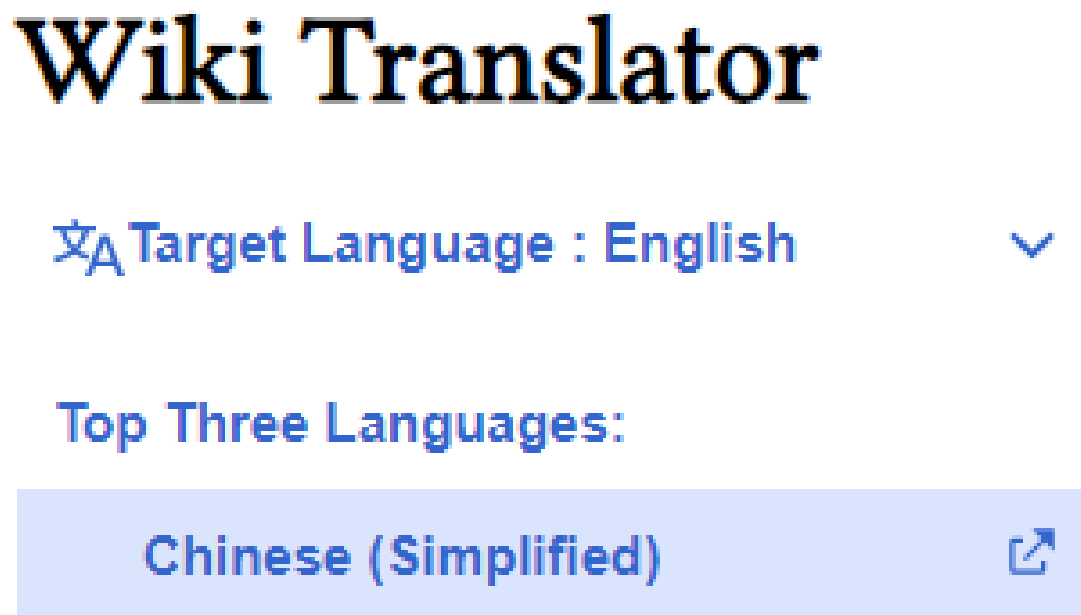 Wiki Translator
Target Language : English
Top Three Languages:
Chinese (Simplified)